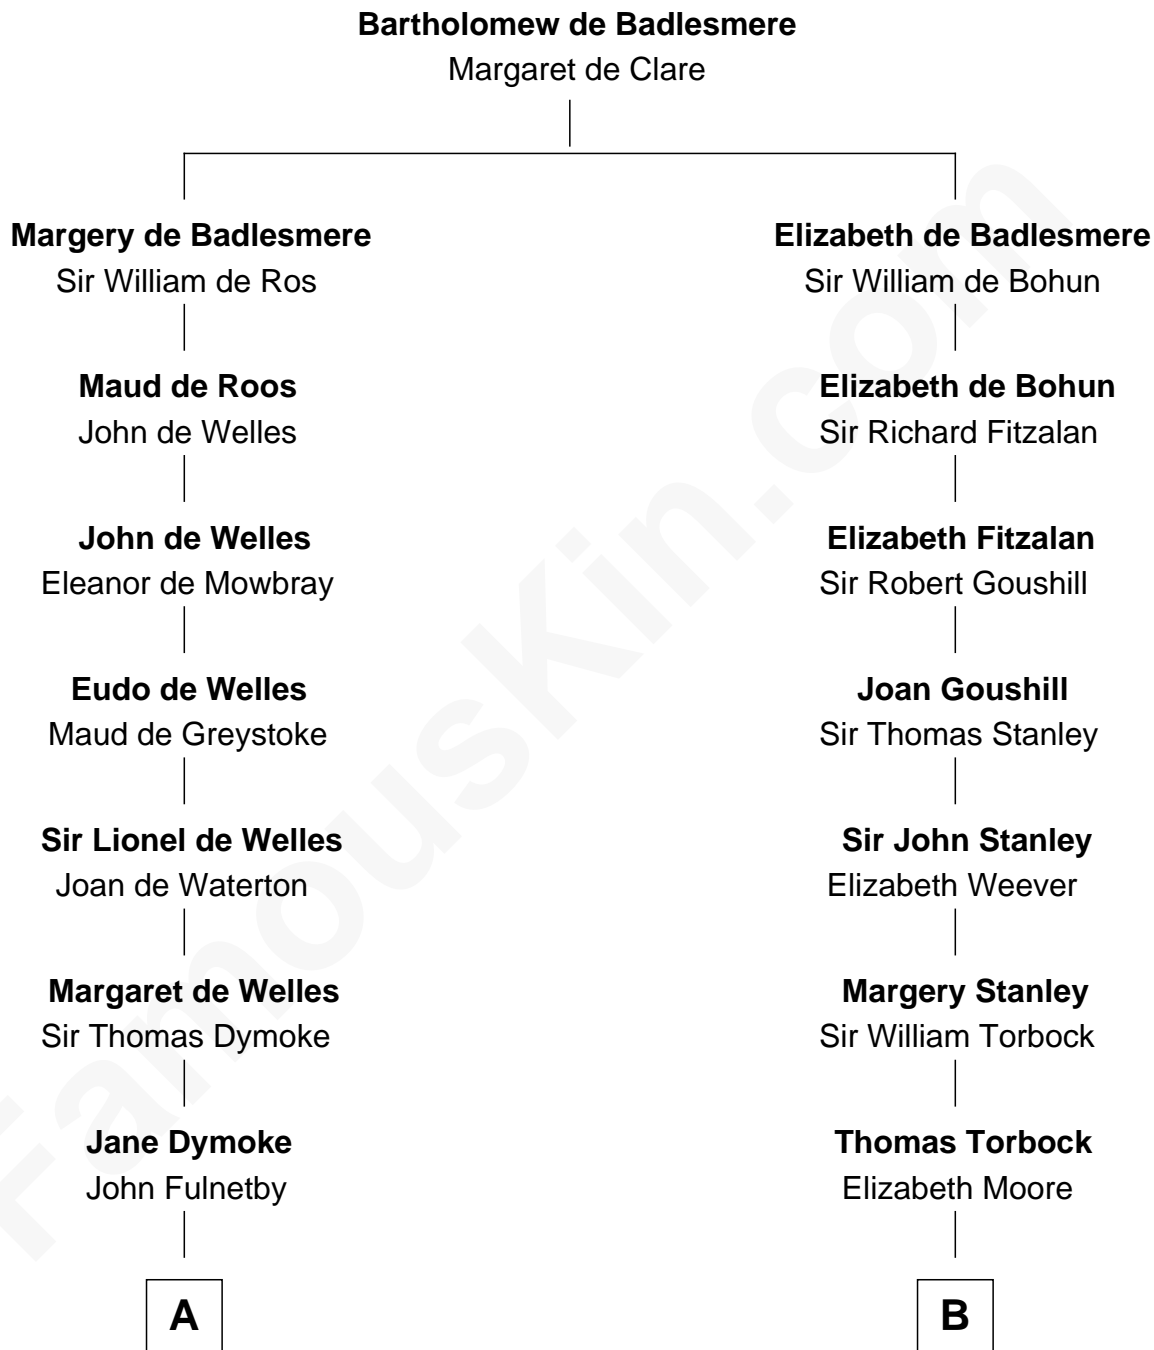 Bartholomew de Badlesmere
Margaret de Clare
Margery de Badlesmere
Sir William de Ros
Elizabeth de Badlesmere
Sir William de Bohun
Maud de Roos
John de Welles
Elizabeth de Bohun
Sir Richard Fitzalan
John de Welles
Eleanor de Mowbray
Elizabeth Fitzalan
Sir Robert Goushill
Eudo de Welles
Maud de Greystoke
Joan Goushill
Sir Thomas Stanley
Sir Lionel de Welles
Joan de Waterton
Sir John Stanley
Elizabeth Weever
Margaret de Welles
Sir Thomas Dymoke
Margery Stanley
Sir William Torbock
Jane Dymoke
John Fulnetby
Thomas Torbock
Elizabeth Moore
A
B
FamousKin.com